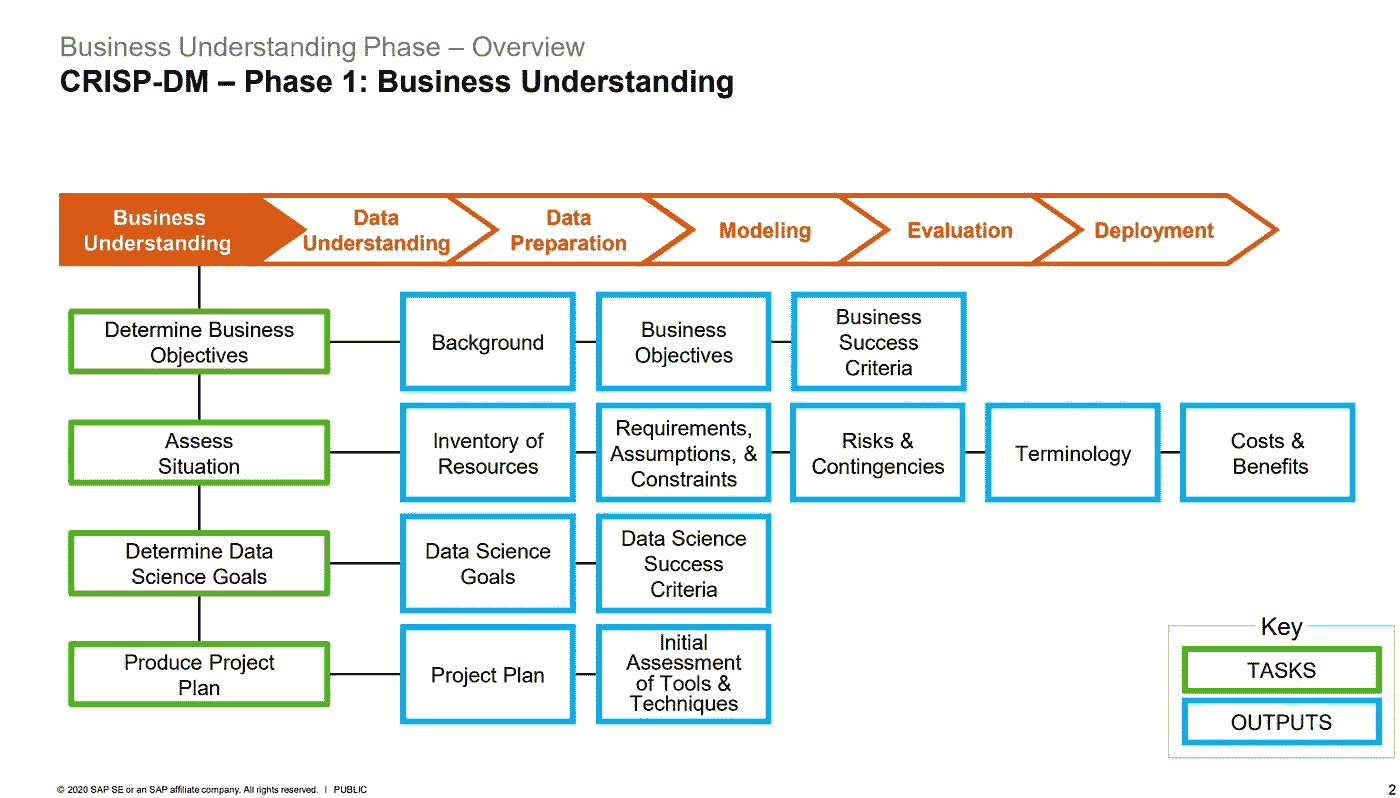 Business Understanding Phase – Overview
CRISP-DM – Phase 1: Business Understanding
Business
Understanding
Data
Understanding
Data
Preparation
Modeling
Evaluation
Deployment
Determine Business
Objectives
Background
Business
Objectives
Business
Success
Criteria
Assess
Situation
Inventory of
Resources
Requirements,
Assumptions, &
Constraints
Risks &
Contingencies
Terminology
Costs &
Benefits
Determine Data
Science Goals
Data Science
Goals
Data Science
Success
Criteria
Produce Project
Plan
Project Plan
Initial
Assessment
of Tools &
Techniques
Key
TASKS
OUTPUTS
© 2020 SAP SE or an SAP affiliate company. All rights reserved. | PUBLIC
2